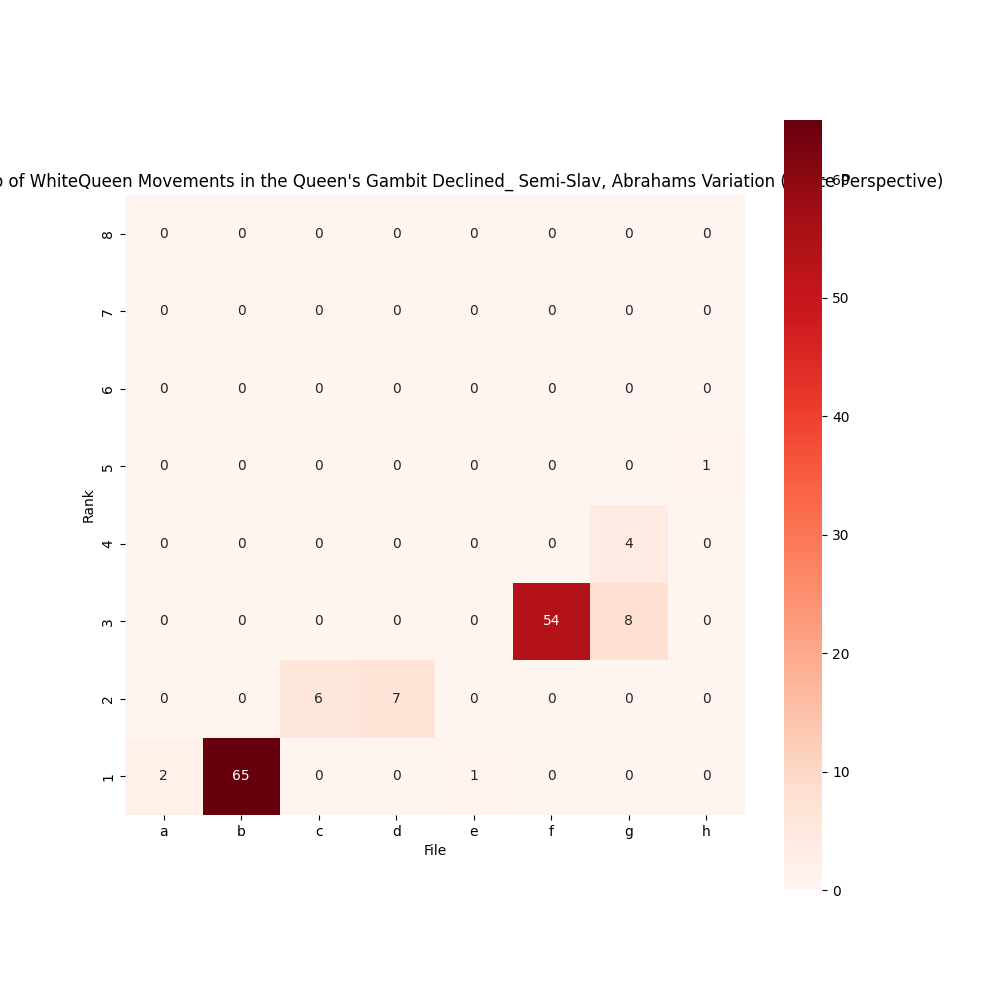 of WhiteQueen Movements in the Queen's Gambit Declined_ Semi-Slav, Abrahams Variation ( Perspective)
8 0 0 0 0 0 0 0 0
7 0 0 0 0 0 0 0 0
6 0 0 0 0 0 0 0 0
5 0 0 0 0 0 0 0 1
4 0 0 0 0 0 0 4 0
3 0 0 0 0 0 54 8 0
2 0 0 6 7 0 0 0 0
1 2 65 0 0 1 0 0 0
a b c d e f g h
File
Rank
60
50
40
30
20
10
0